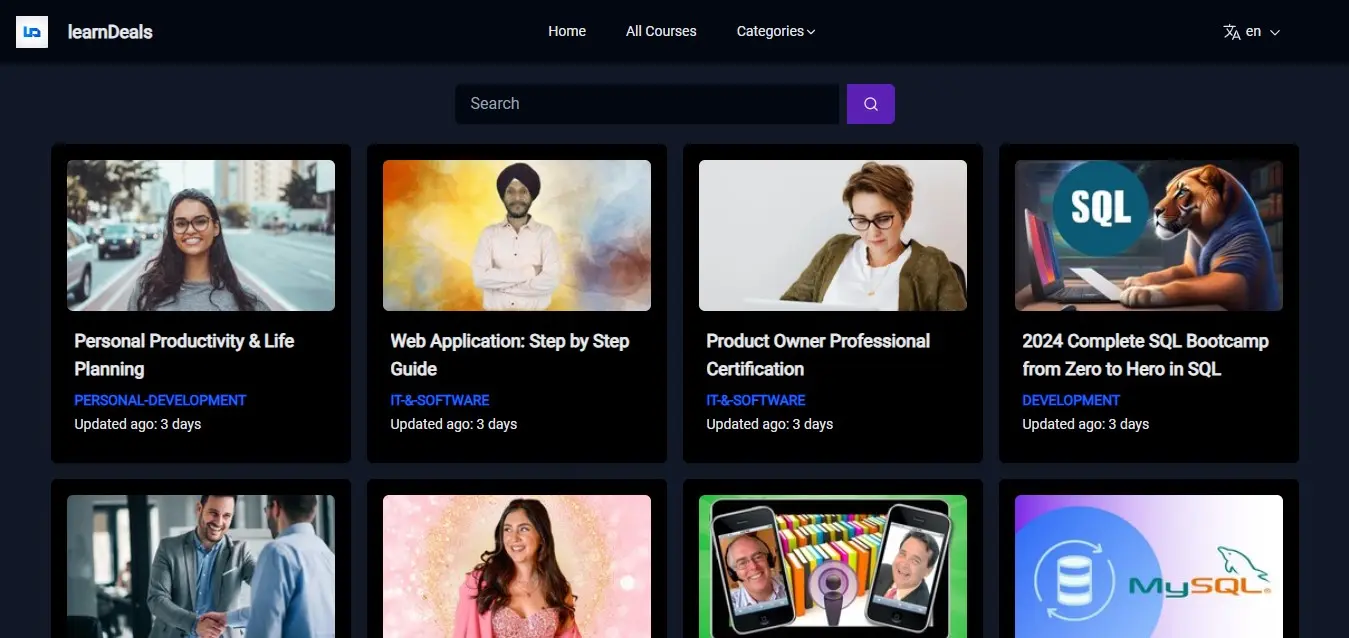 learnDeals
Home
All Courses
Categories
en
Search
SQL
Personal Productivity & Life
Planning
PERSONAL-DEVELOPMENT
Updated ago: 3 days
Web Application: Step by Step
Guide
IT-&-SOFTWARE
Updated ago: 3 days
Product Owner Professional
Certification
IT-&-SOFTWARE
Updated ago: 3 days
2024 Complete SQL Bootcamp
from Zero to Hero in SQL
DEVELOPMENT
Updated ago: 3 days
MySQL